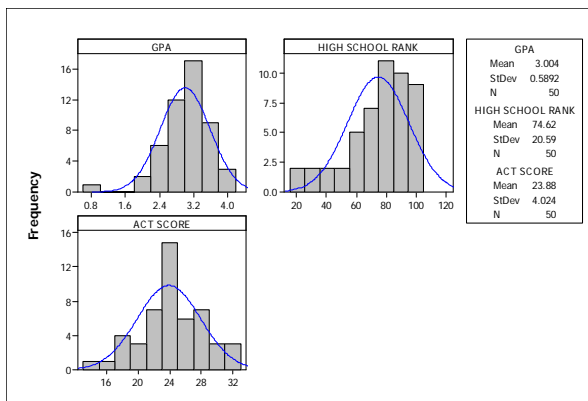 GPA
HIGH SCHOOL RANK
16
12
8
4
0
0.8 1.6 2.4 3.2 4.0
10.0
7.5
5.0
2.5
0.0
20 40 60 80 100 120
GPA
Mean 3.004
StDev 0.5892
N 50
HIGH SCHOOL RANK
Mean 74.62
StDev 20.59
N 50
ACT SCORE
Mean 23.88
StDev 4.024
N 50
Frequency
ACT SCORE
16
12
8
4
0
16 20 24 28 32